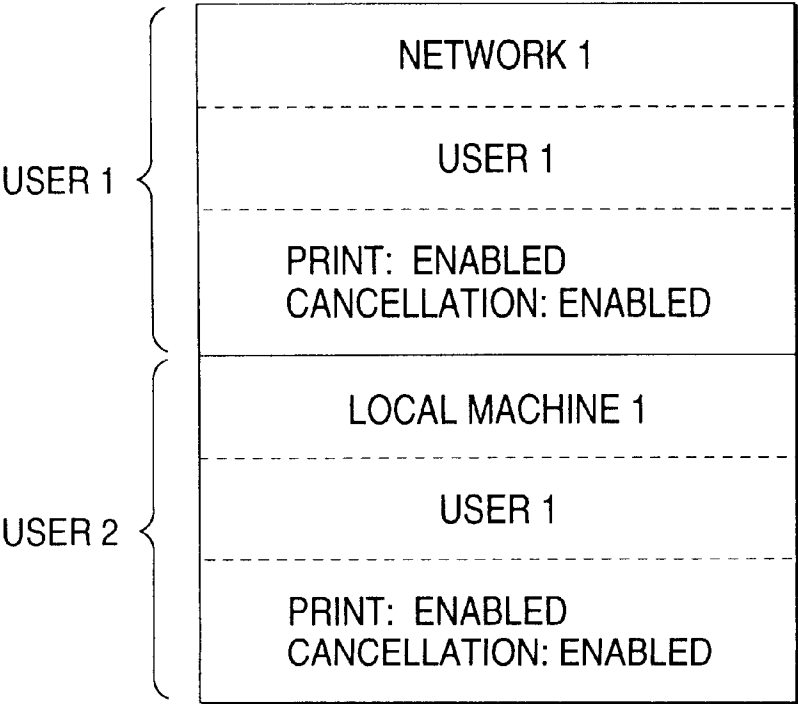 NETWORK 1
USER 1
USER 1
PRINT: ENABLED
CANCELLATION: ENABLED
LOCAL MACHINE 1
USER 2
USER 1
PRINT: ENABLED
CANCELLATION: ENABLED